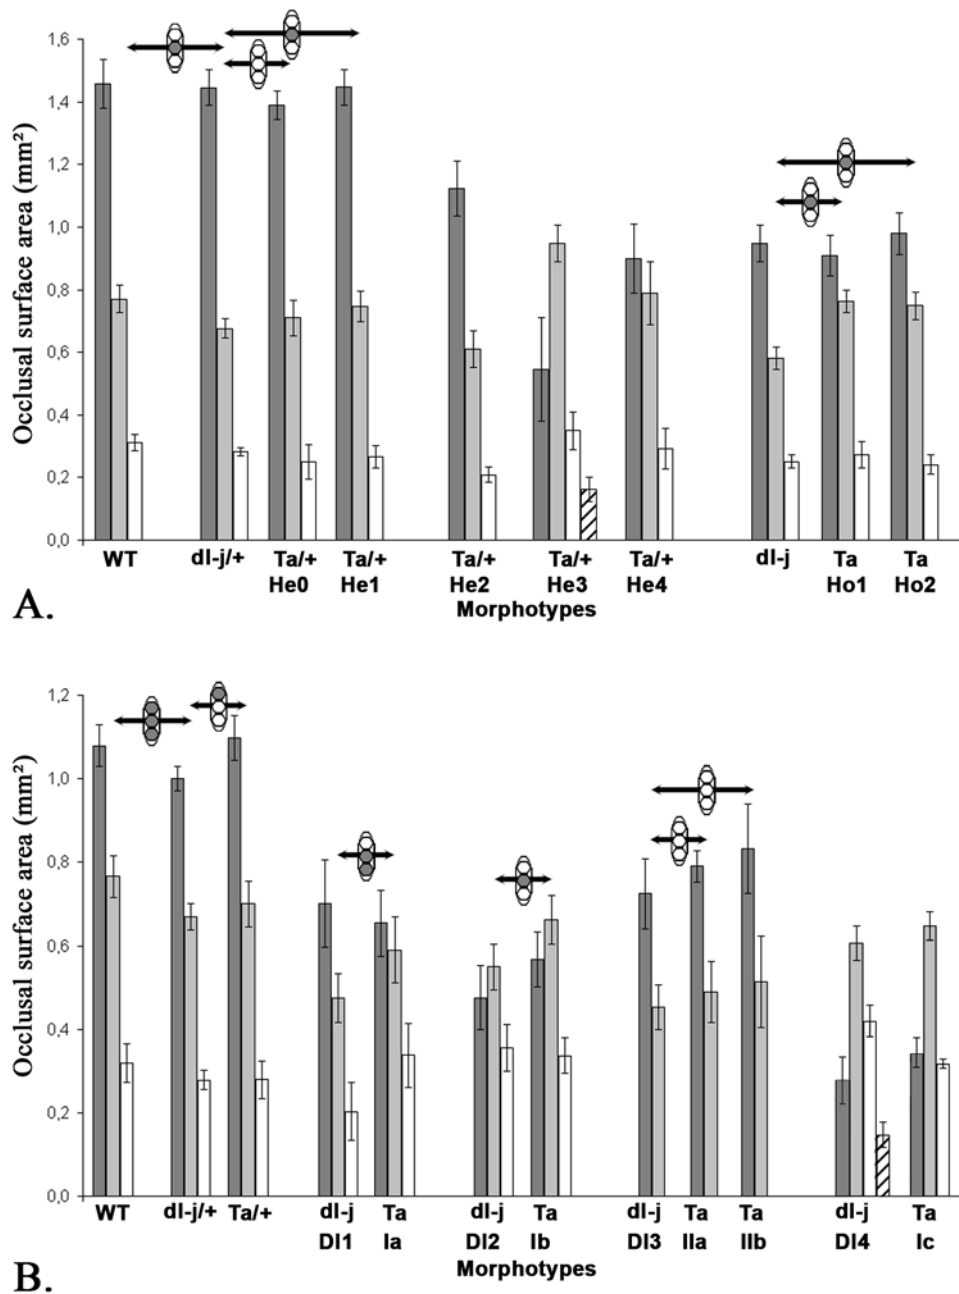 Occlusal surface area (mm²)
1,6
1,4
1,2
1,0
0,8
0,6
0,4
0,2
0,0
WT dl-j/+ Ta/+ Ta/+ Ta/+ Ta/+ Ta/+ dl-j Ta Ta
He0 He1 He2 He3 He4 Ho1 Ho2
Morphotypes
A.
Occlusal surface area (mm²)
1,2
1,0
0,8
0,6
0,4
0,2
0,0
WT dl-j/+ Ta/+ dl-j Ta dl-j Ta dl-j Ta Ta dl-j Ta
Dl1 Ia Dl2 Ib Dl3 IIa IIb Dl4 Ic
Morphotypes
B.